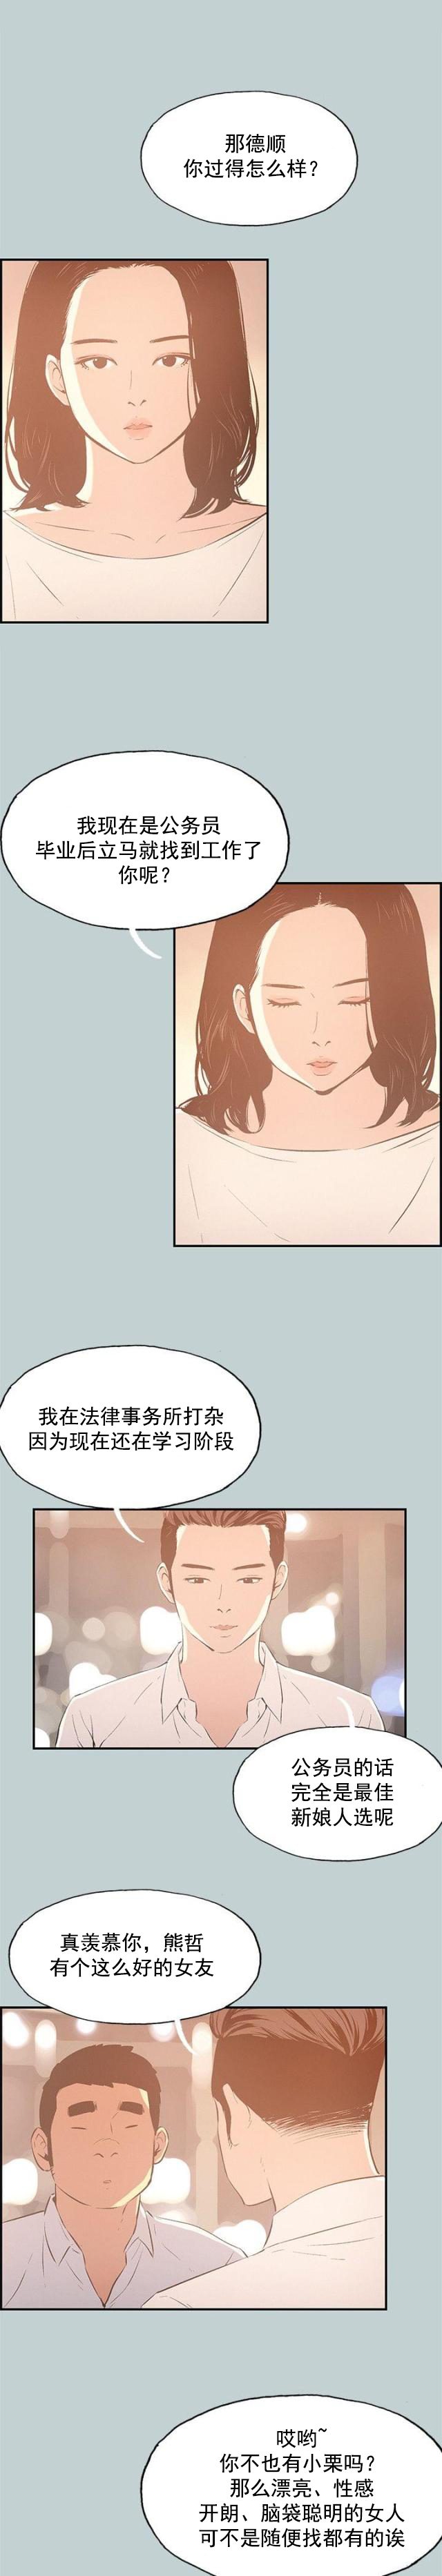 那德顺
你过得怎么样？
我现在是公务员
毕业后立马就找到工作了
你呢？
我在法律事务所打杂
因为现在还在学习阶段
公务员的话
完全是最佳
新娘人选呢
真羡慕你，熊哲
有个这么好的女友
哎哟~
你不也有小栗吗？
那么漂亮、性感
开朗、脑袋聪明的女人
可不是随便找都有的诶